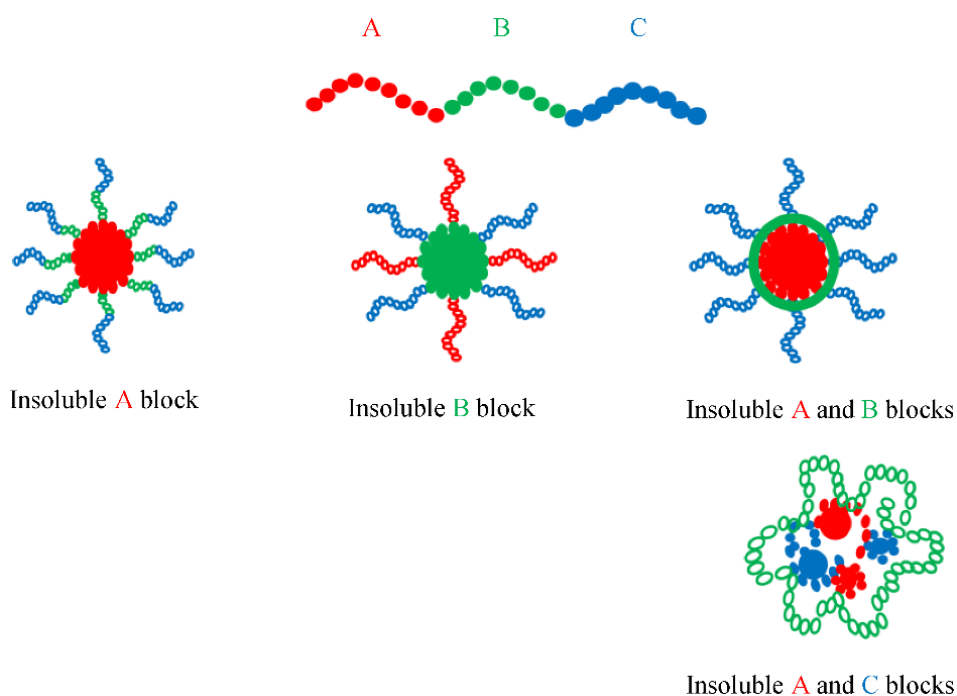 A B C
Insoluble A block
Insoluble B block
Insoluble A and B blocks
Insoluble A and C blocks